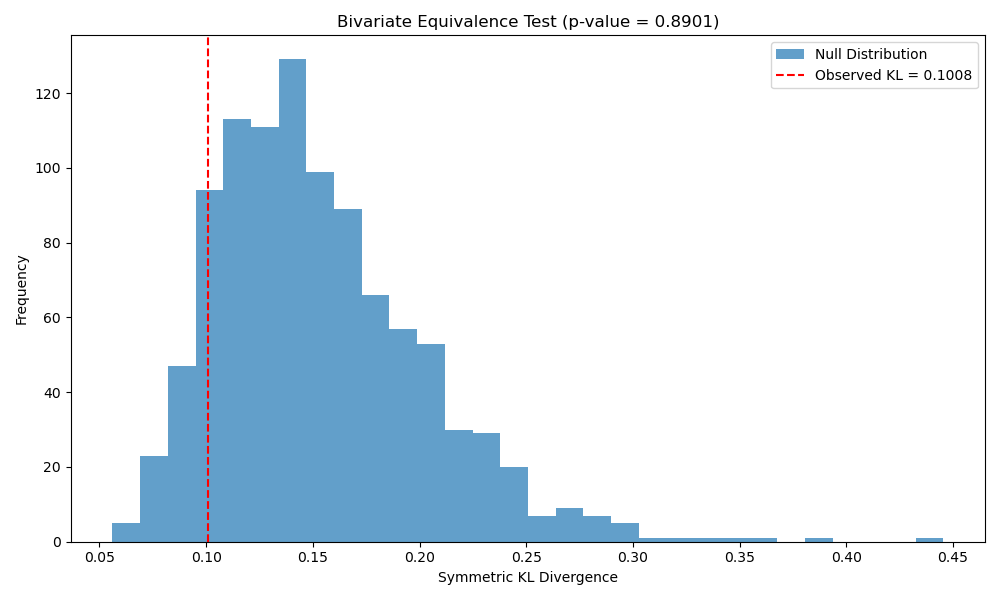 Bivariate Equivalence Test (p-value = 0.8901)
Null Distribution
Observed KL = 0.1008
Frequency
120
100
80
60
40
20
0
0.05 0.10 0.15 0.20 0.25 0.30 0.35 0.40 0.45
Symmetric KL Divergence